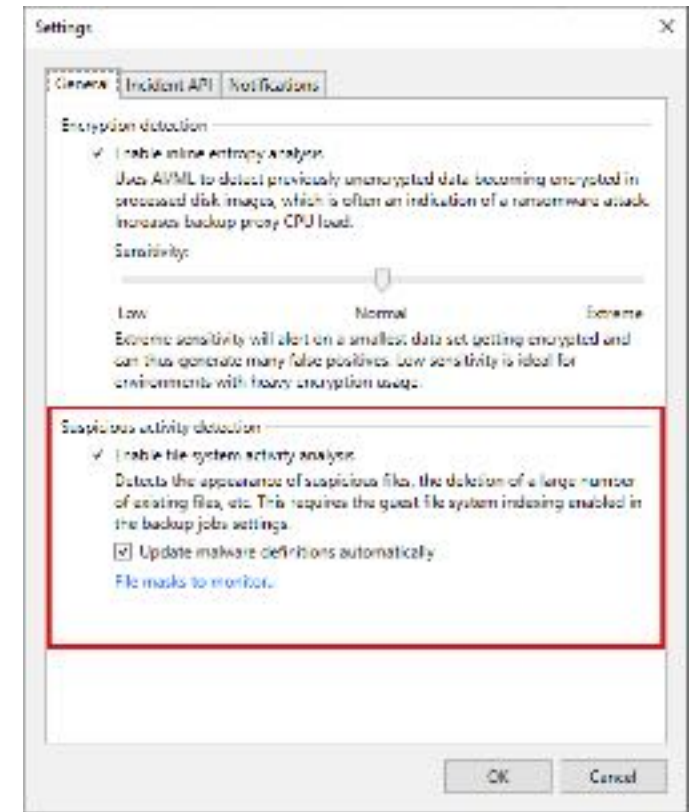 Settings
General
Incident API
Notifications
Encryption detection
Enable inline entropy analysis
Uses AI/ML to detect previously unencrypted data becoming encrypted in
processed disk images, which is often an indication of a ransomware attack.
Increases backup proxy CPU load.
Sensitivity:
Low Normal Extreme
Extreme sensitivity will alert on a smallest data set getting encrypted and
can thus generate many false positives. Low sensitivity is ideal for
environments with heavy encryption usage.
Suspicious activity detection
Enable file system activity analysis
Detects the appearance of suspicious files, the deletion of a large number
of existing files, etc. This requires the guest file system indexing enabled in
the backup jobs settings.
Update malware definitions automatically
File masks to monitor...
OK Cancel